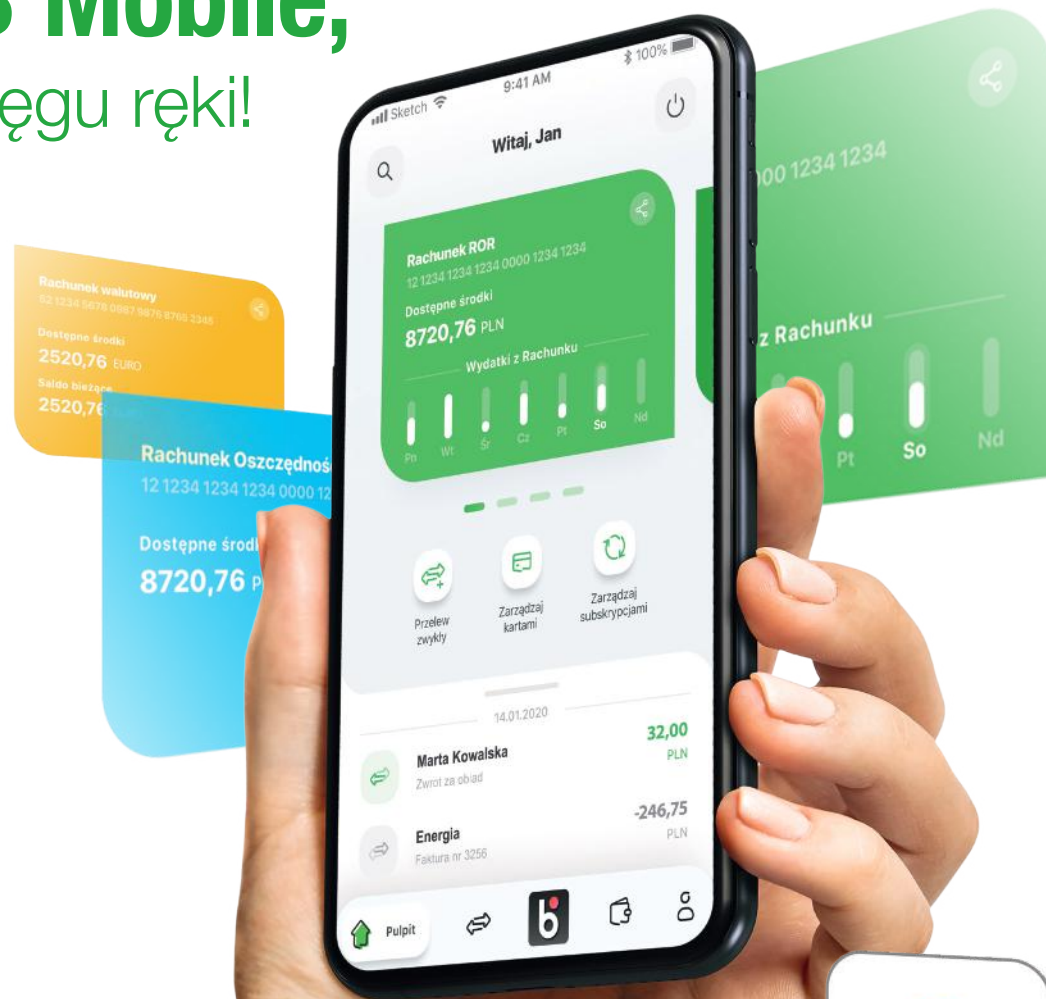 Mobile,
ęgu ręki!
Sketch
9:41 AM
100%
Witaj, Jan
Rachunek ROR
12 1234 1234 1234 0000 1234 1234
Dostępne środki
8720,76 PLN
Wydatki z Rachunku
Pn Wt Śr Cz Pt So Nd
Przelew
zwykły
Zarządzaj
kartami
Zarządzaj
subskrypcjami
14.01.2020
Marta Kowalska
32,00
Zwrot za obiad
PLN
Energia
-246,75
Faktura nr 3256
PLN
Pulpit
Rachunek walutowy
Dostępne środki
2520,76 EURO
Saldo bieżące
2520,76
Rachunek Oszczędnoś
12 1234 1234 1234 0000 12
Dostępne środ
8720,76 P
000 1234 1234
z Rachunku
Pt So Nd